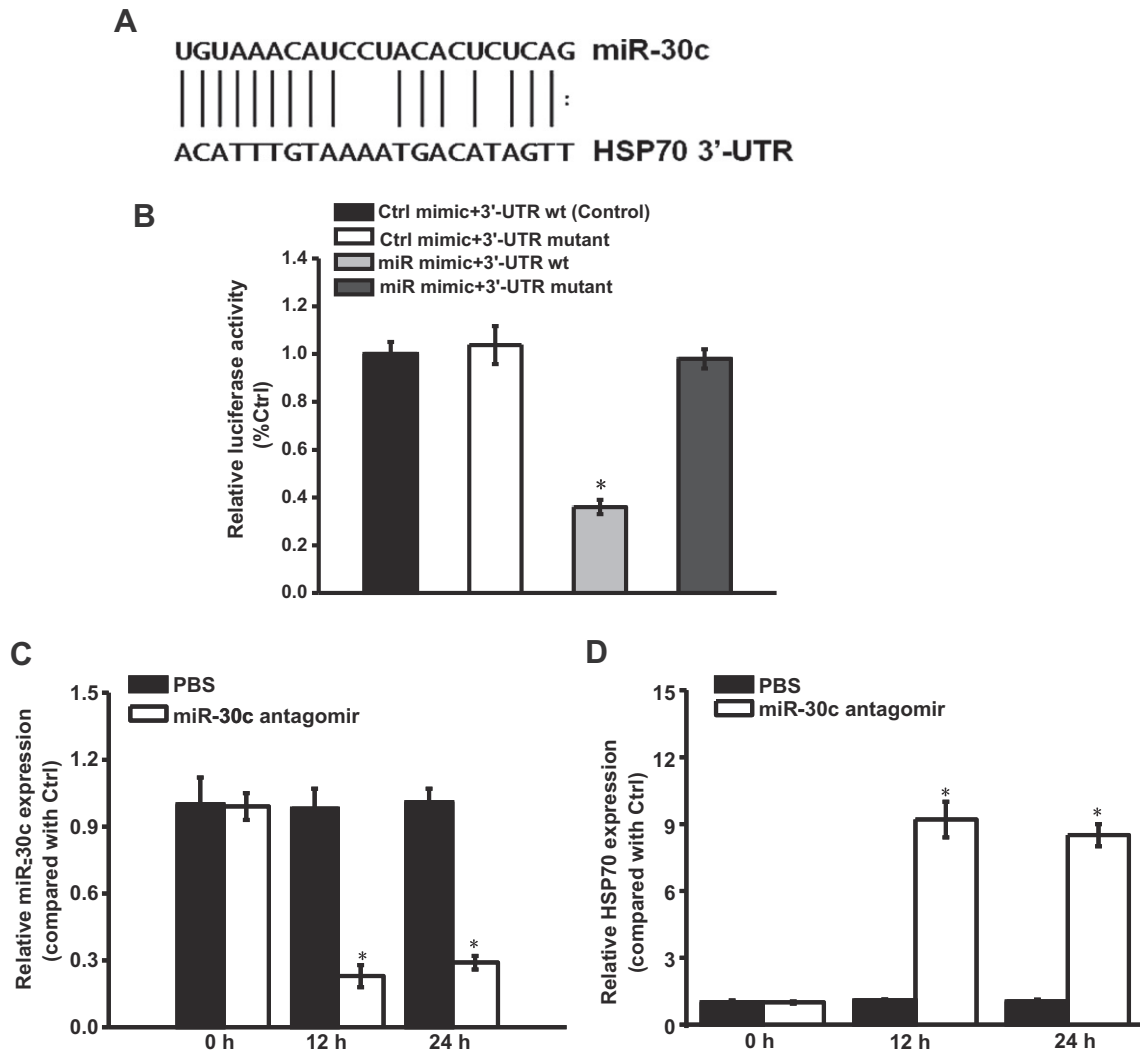 A
UGUAAACAUCCUACACUCUCAG miR-30c
:
ACATTTGTAAAATGACATAGTT HSP70 3'-UTR
B
Ctrl mimic+3'-UTR wt (Control)
Ctrl mimic+3'-UTR mutant
miR mimic+3'-UTR wt
miR mimic+3'-UTR mutant
Relative luciferase activity
(%Ctrl)
1.4
1.2
1.0
0.8
0.6
0.4
0.2
0.0
*
C
PBS
miR-30c antagomir
Relative miR-30c expression
(compared with Ctrl)
1.5
1.2
0.9
0.6
0.3
0.0
*
*
0 h 12 h 24 h
D
PBS
miR-30c antagomir
Relative HSP70 expression
(compared with Ctrl)
15
12
9
6
3
0
*
*
0 h 12 h 24 h